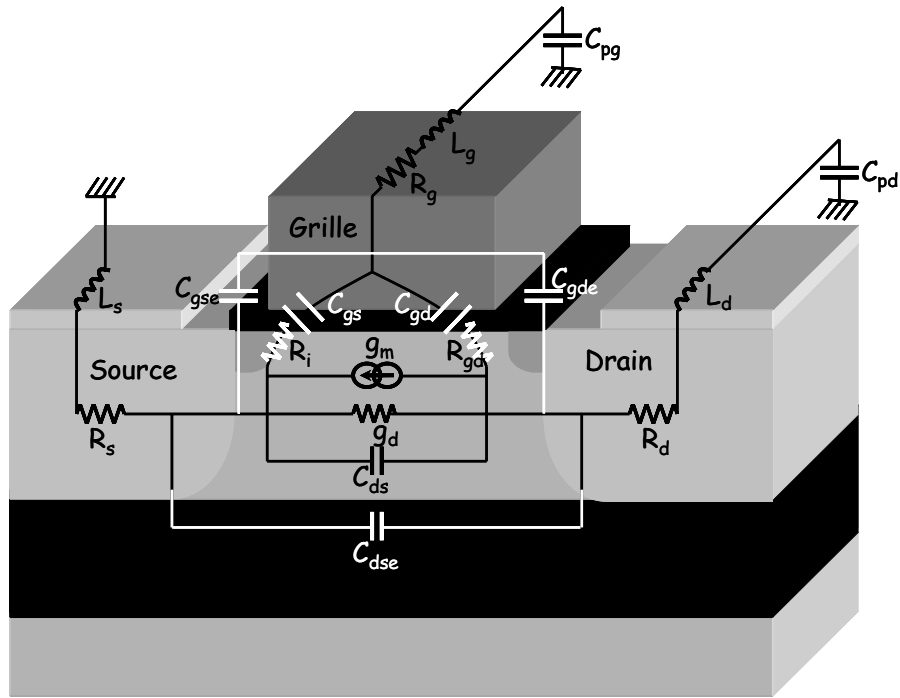 Cpg
Lg
Rg
Cpd
Grille
Cgse
Cgde
Ls
Cgs
Cgd
Ld
Ri
gm
Rgd
Source
Drain
Rs
gd
Rd
Cds
Cdse